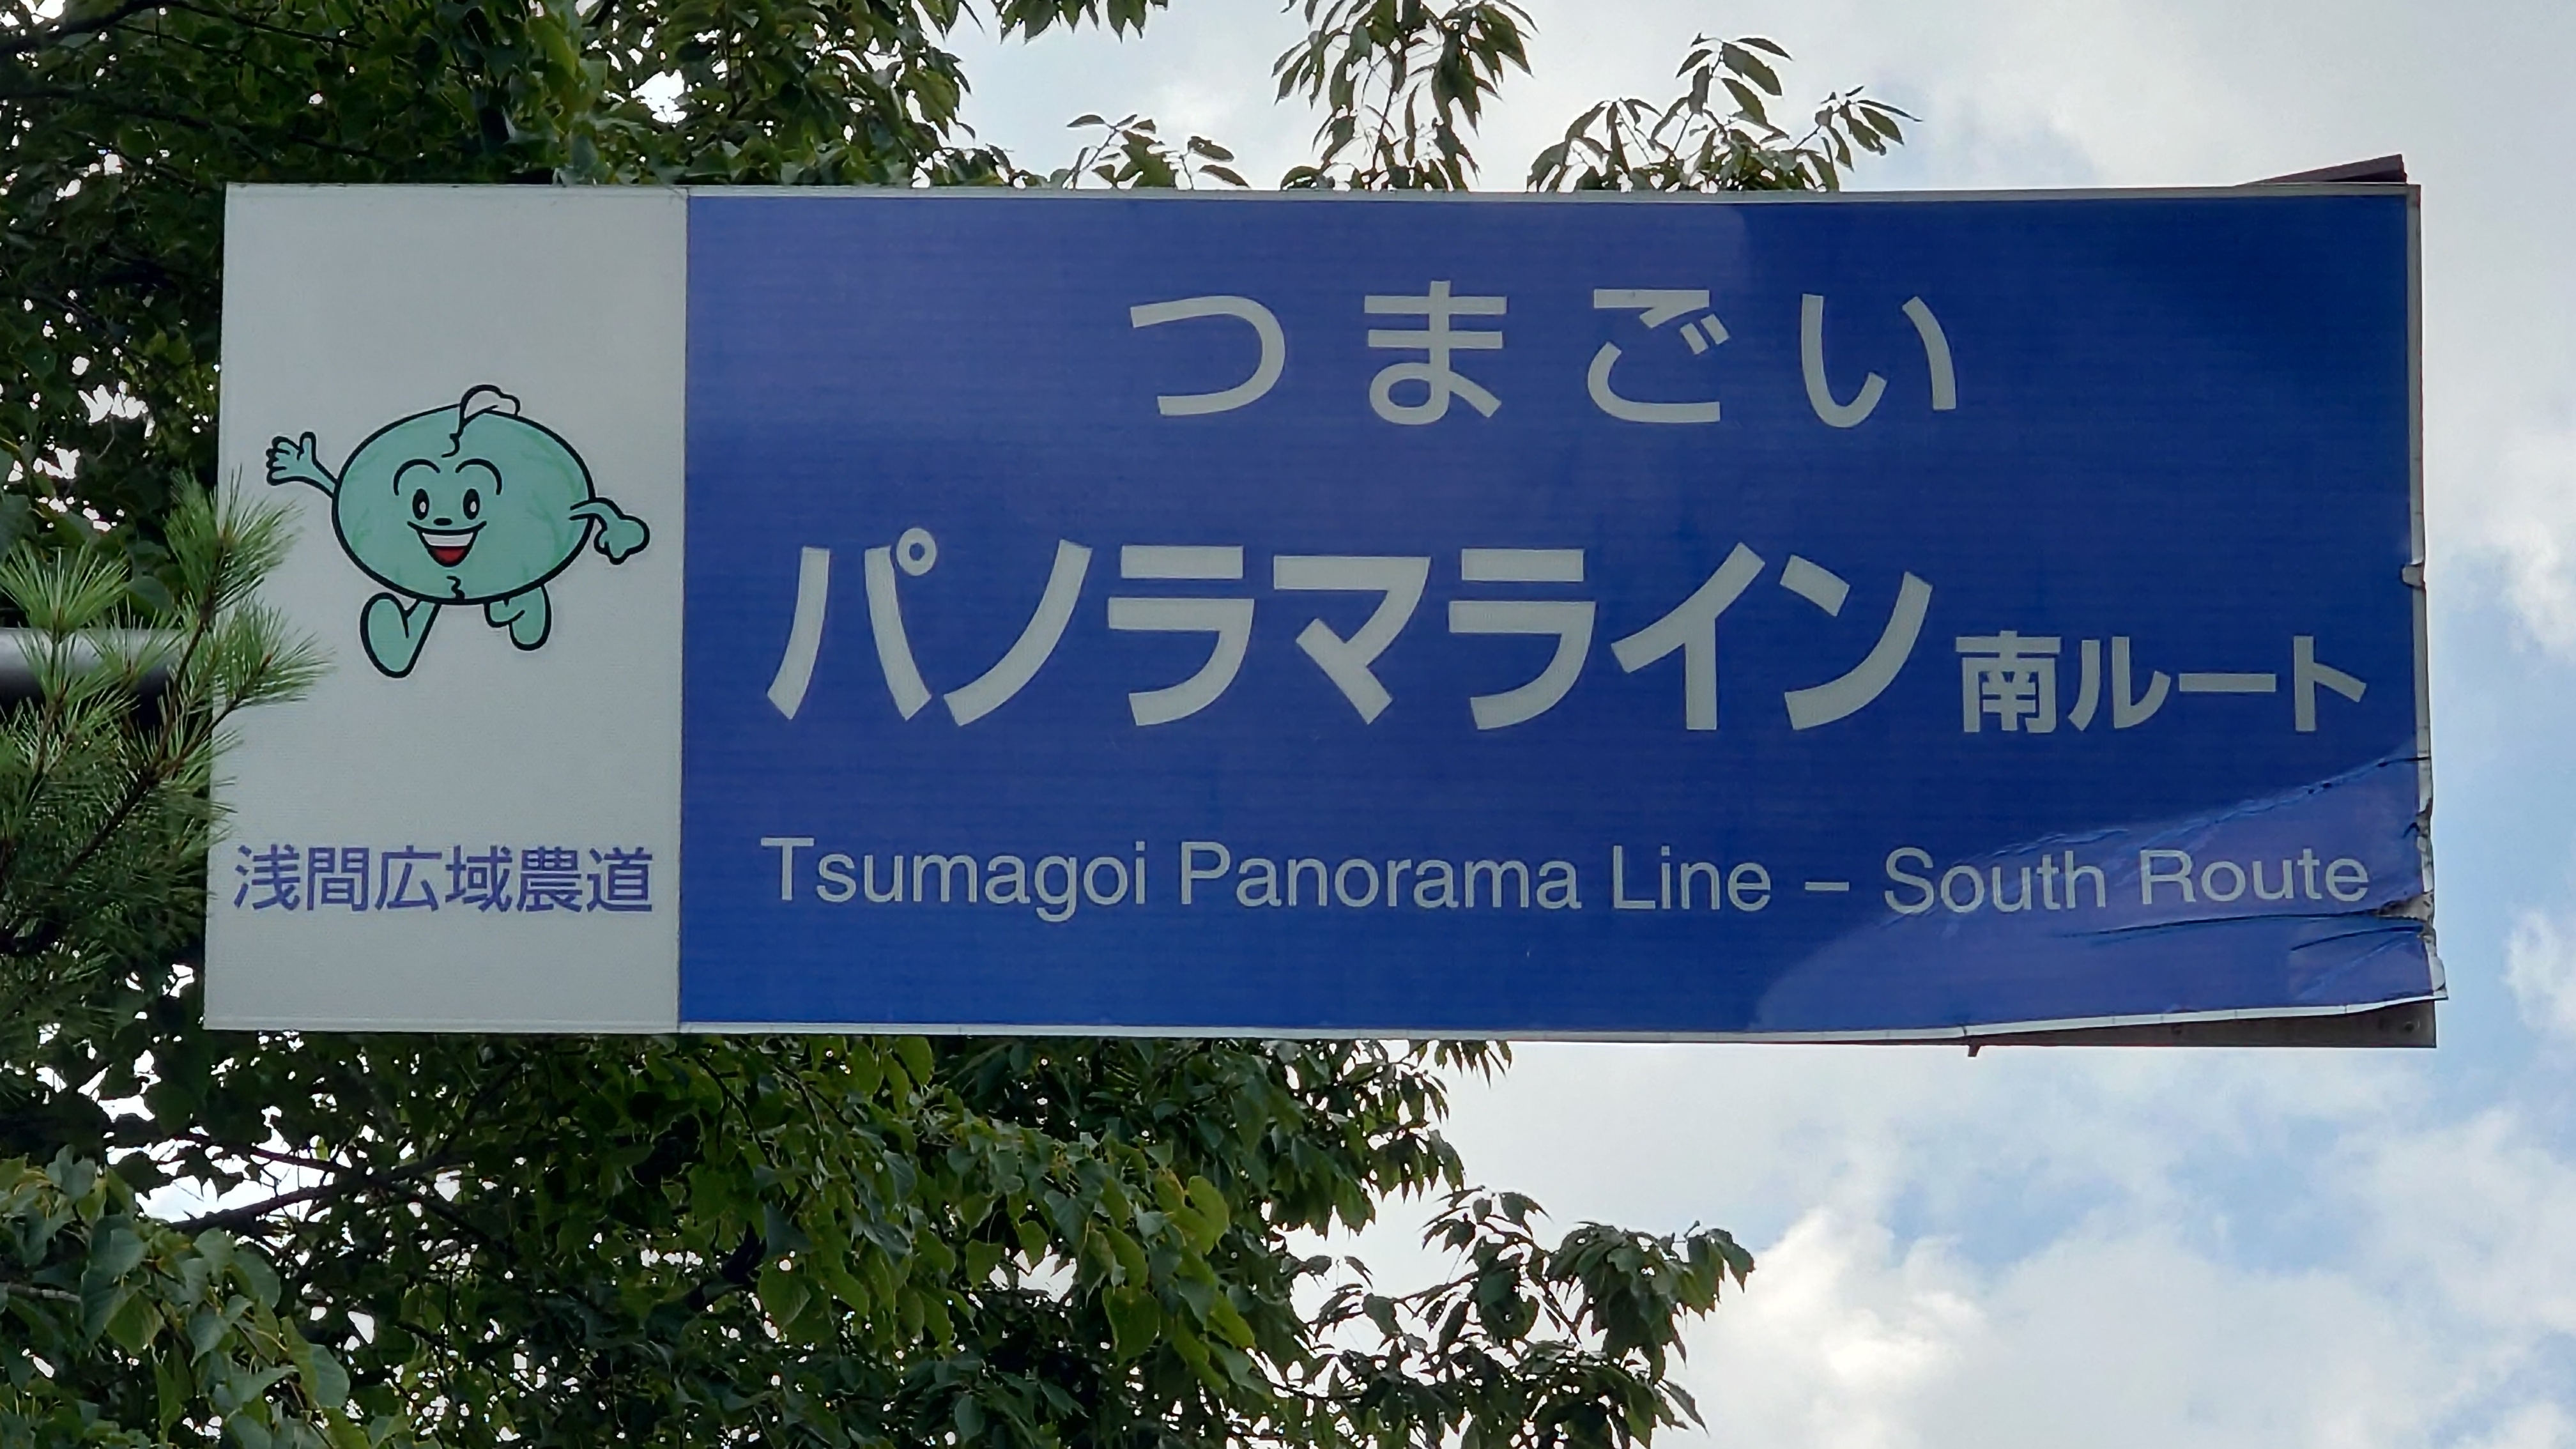 つまごい
パノラマライン 南ルート
Tsumagoi Panorama Line – South Route
浅間広域農道